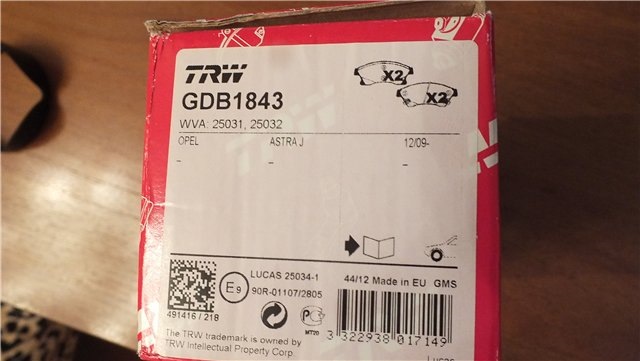 TRW
X2
X2
GDB1843
WVA: 25031, 25032
OPEL ASTRA J 12/09-
– – –
LUCAS 25034-1
44/12 Made in EU GMS
E9
90R-01107/2805
491416 / 218
MT20
3 322938 017149
The TRW trademark is owned by
TRW Intellectual Property Corp.
Lucas